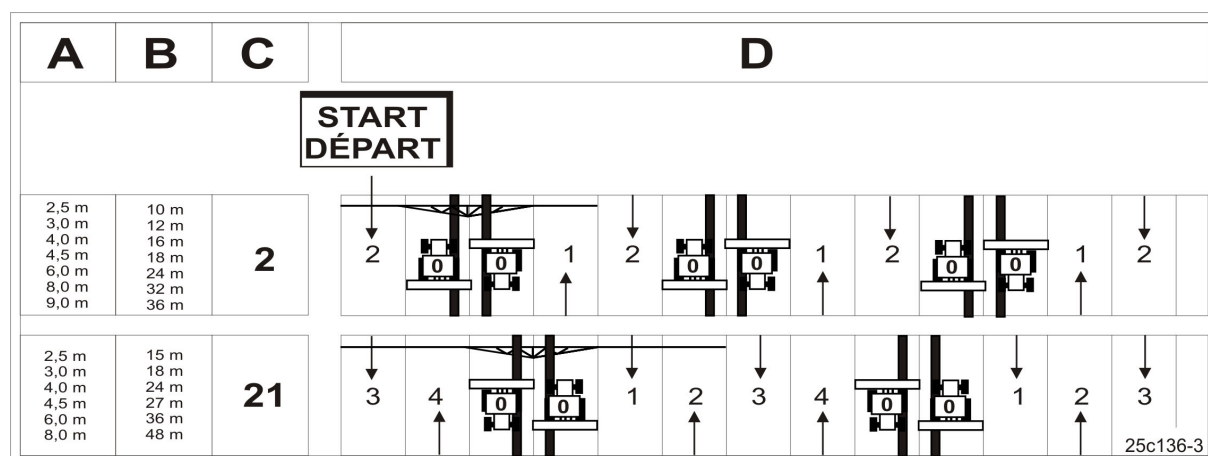 A B C D
START
DÉPART
2,5 m 10 m
3,0 m 12 m
4,0 m 16 m
4,5 m 18 m
6,0 m 24 m
8,0 m 32 m
9,0 m 36 m
2
2 0 0 1 2 0 0 1 2 0 0 1 2
2,5 m 15 m
3,0 m 18 m
4,0 m 24 m
4,5 m 27 m
6,0 m 36 m
8,0 m 48 m
21
3 4 0 0 1 2 3 4 0 0 1 2 3
25c136-3